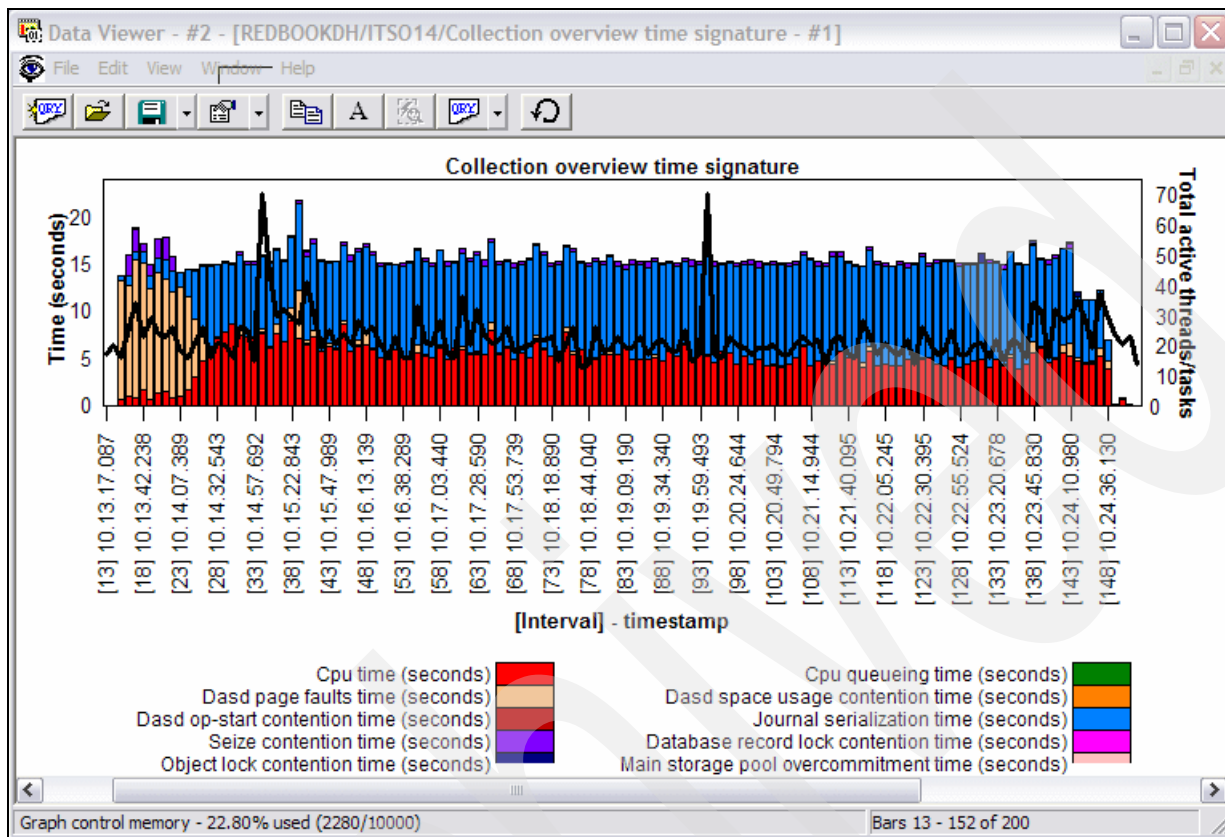 Data Viewer - #2 - [REDBOOKDH/ITSO14/Collection overview time signature - #1]
File Edit View Window Help
QRY A QRY
Collection overview time signature
Time (seconds)
20
15
10
5
0
Total active threads/tasks
70
60
50
40
30
20
10
0
[13] 10.13.17.087
[18] 10.13.42.238
[23] 10.14.07.389
[28] 10.14.32.543
[33] 10.14.57.692
[38] 10.15.22.843
[43] 10.15.47.989
[48] 10.16.13.139
[53] 10.16.38.289
[58] 10.17.03.440
[63] 10.17.28.590
[68] 10.17.53.739
[73] 10.18.18.890
[78] 10.18.44.040
[83] 10.19.09.190
[88] 10.19.34.340
[93] 10.19.59.493
[98] 10.20.24.644
[103] 10.20.49.794
[108] 10.21.14.944
[113] 10.21.40.095
[118] 10.22.05.245
[123] 10.22.30.395
[128] 10.22.55.524
[133] 10.23.20.678
[138] 10.23.45.830
[143] 10.24.10.980
[148] 10.24.36.130
[Interval] - timestamp
Cpu time (seconds)
Dasd page faults time (seconds)
Dasd op-start contention time (seconds)
Seize contention time (seconds)
Object lock contention time (seconds)
Cpu queueing time (seconds)
Dasd space usage contention time (seconds)
Journal serialization time (seconds)
Database record lock contention time (seconds)
Main storage pool overcommitment time (seconds)
Graph control memory - 22.80% used (2280/10000)
Bars 13 - 152 of 200